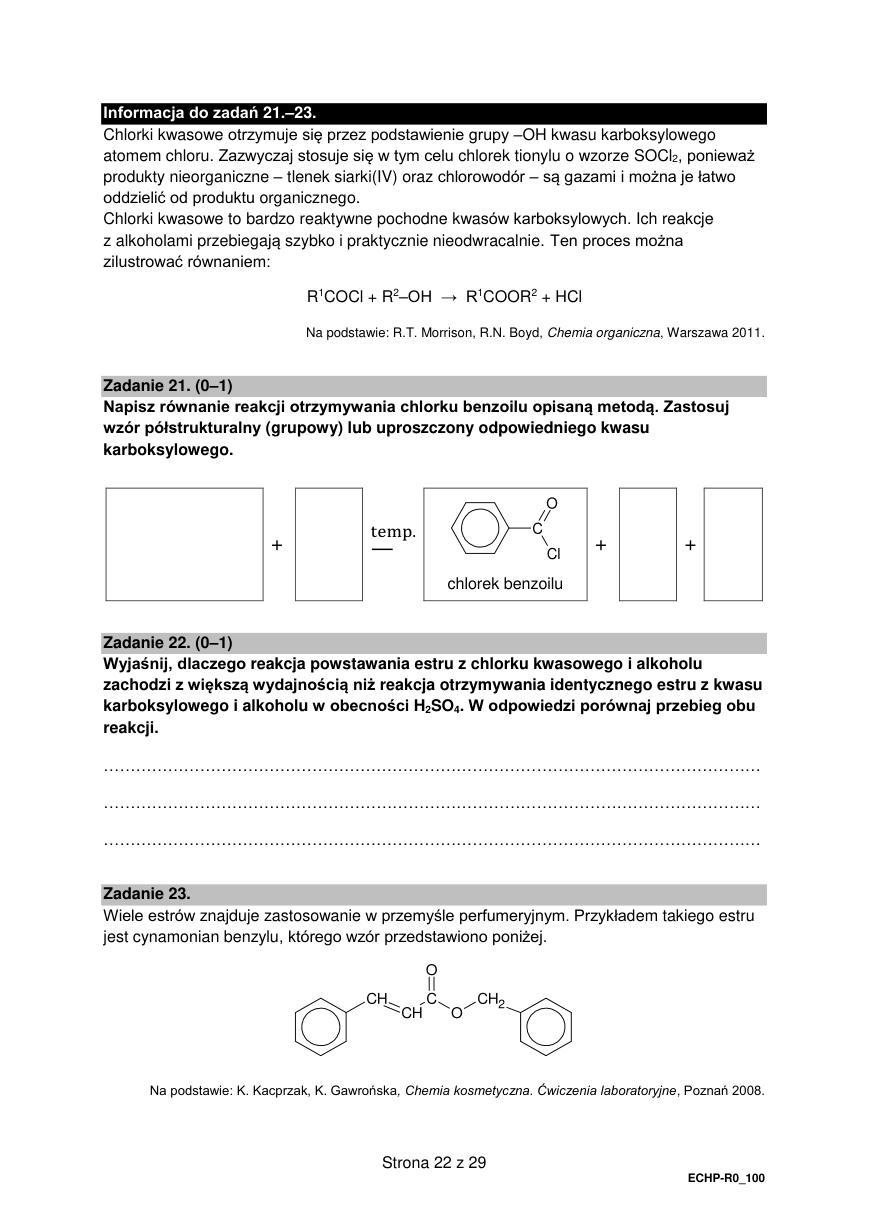 Informacja do zadań 21.–23.
Chlorki kwasowe otrzymuje się przez podstawienie grupy –OH kwasu karboksylowego
atomem chloru. Zazwyczaj stosuje się w tym celu chlorek tionylu o wzorze SOCl₂, ponieważ
produkty nieorganiczne – tlenek siarki(IV) oraz chlorowodór – są gazami i można je łatwo
oddzielić od produktu organicznego.
Chlorki kwasowe to bardzo reaktywne pochodne kwasów karboksylowych. Ich reakcje
z alkoholami przebiegają szybko i praktycznie nieodwracalnie. Ten proces można
zilustrować równaniem:
R¹COCl + R²–OH → R¹COOR² + HCl
Na podstawie: R.T. Morrison, R.N. Boyd, Chemia organiczna, Warszawa 2011.
Zadanie 21. (0–1)
Napisz równanie reakcji otrzymywania chlorku benzoilu opisaną metodą. Zastosuj
wzór półstrukturalny (grupowy) lub uproszczony odpowiedniego kwasu
karboksylowego.
O
C
Cl
+ temp. + +
chlorek benzoilu
Zadanie 22. (0–1)
Wyjaśnij, dlaczego reakcja powstawania estru z chlorku kwasowego i alkoholu
zachodzi z większą wydajnością niż reakcja otrzymywania identycznego estru z kwasu
karboksylowego i alkoholu w obecności H₂SO₄. W odpowiedzi porównaj przebieg obu
reakcji.
Zadanie 23.
Wiele estrów znajduje zastosowanie w przemyśle perfumeryjnym. Przykładem takiego estru
jest cynamonian benzylu, którego wzór przedstawiono poniżej.
O
CH C CH₂
CH O
Na podstawie: K. Kacprzak, K. Gawrońska, Chemia kosmetyczna. Ćwiczenia laboratoryjne, Poznań 2008.
Strona 22 z 29
ECHP-R0_100